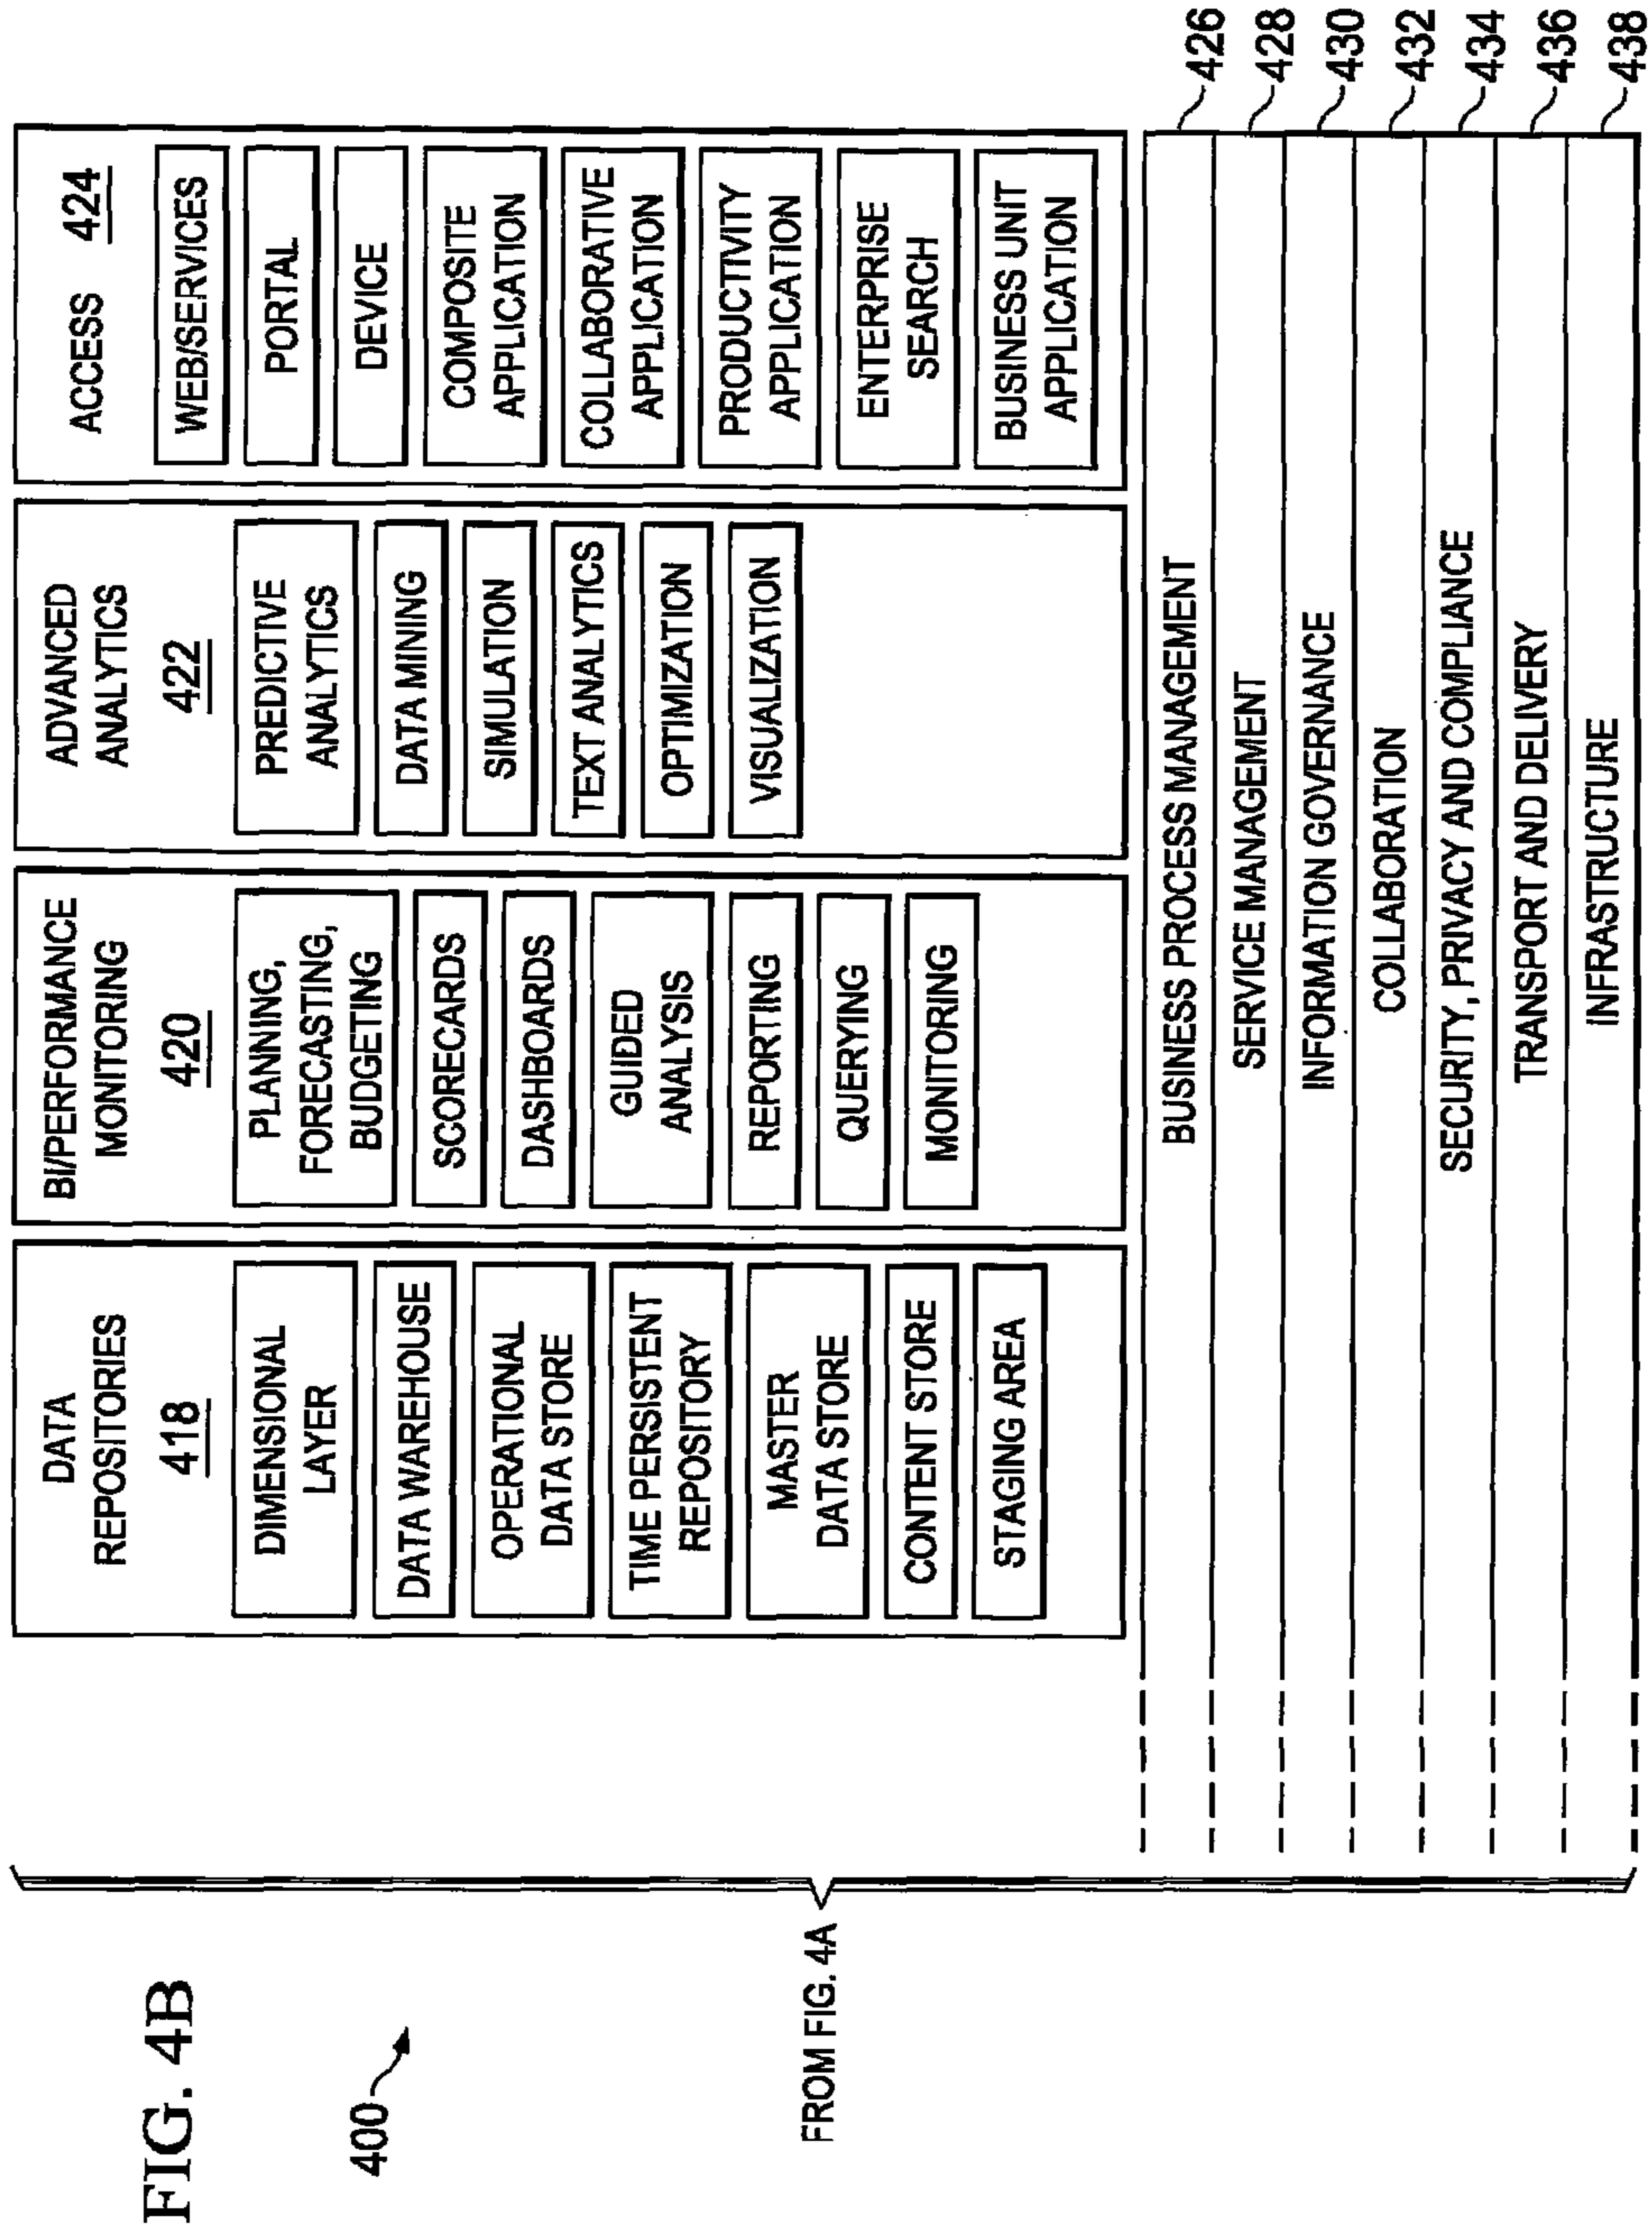 FIG. 4B
400
FROM FIG. 4A
DATA
REPOSITORIES
418
DIMENSIONAL
LAYER
DATA WAREHOUSE
OPERATIONAL
DATA STORE
TIME PERSISTENT
REPOSITORY
MASTER
DATA STORE
CONTENT STORE
STAGING AREA
BI/PERFORMANCE
MONITORING
420
PLANNING,
FORECASTING,
BUDGETING
SCORECARDS
DASHBOARDS
GUIDED
ANALYSIS
REPORTING
QUERYING
MONITORING
ADVANCED
ANALYTICS
422
PREDICTIVE
ANALYTICS
DATA MINING
SIMULATION
TEXT ANALYTICS
OPTIMIZATION
VISUALIZATION
ACCESS 424
WEB/SERVICES
PORTAL
DEVICE
COMPOSITE
APPLICATION
COLLABORATIVE
APPLICATION
PRODUCTIVITY
APPLICATION
ENTERPRISE
SEARCH
BUSINESS UNIT
APPLICATION
BUSINESS PROCESS MANAGEMENT 426
SERVICE MANAGEMENT 428
INFORMATION GOVERNANCE 430
COLLABORATION 432
SECURITY, PRIVACY AND COMPLIANCE 434
TRANSPORT AND DELIVERY 436
INFRASTRUCTURE 438